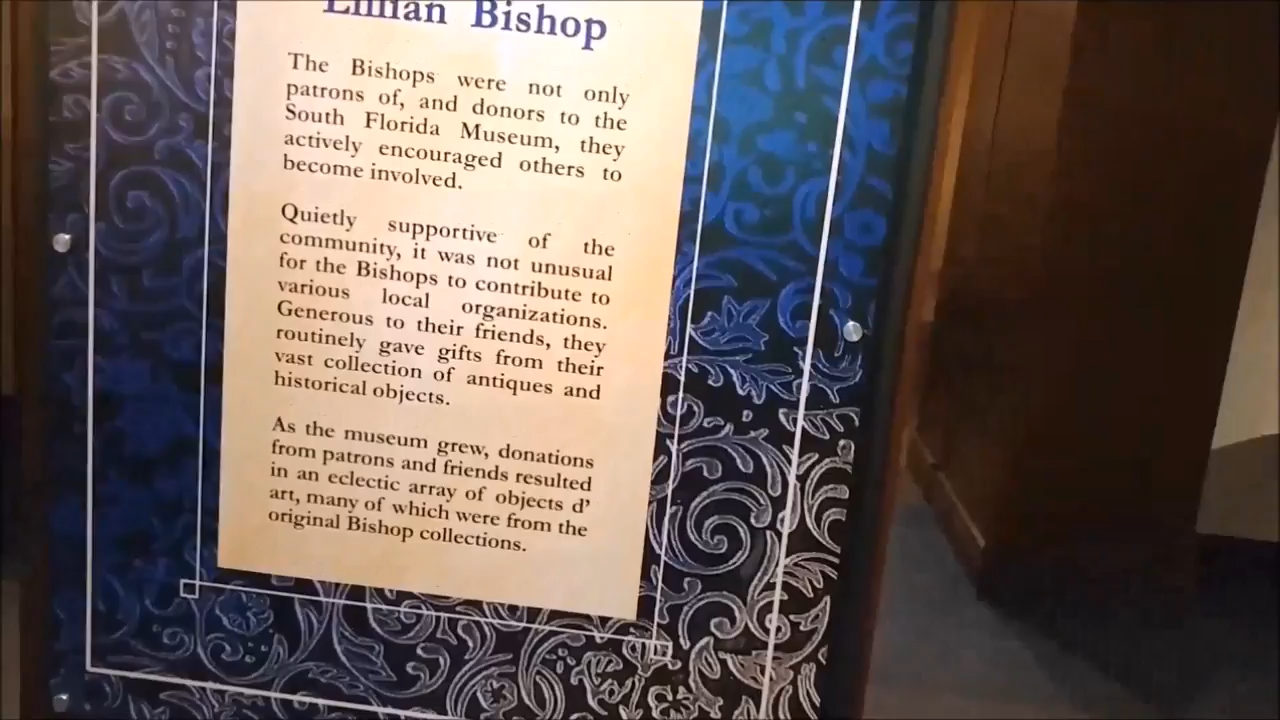 Lillian Bishop
The Bishops were not only
patrons of, and donors to the
South Florida Museum, they
actively encouraged others to
become involved.
Quietly supportive of the
community, it was not unusual
for the Bishops to contribute to
various local organizations.
Generous to their friends, they
routinely gave gifts from their
vast collection of antiques and
historical objects.
As the museum grew, donations
from patrons and friends resulted
in an eclectic array of objects d'
art, many of which were from the
original Bishop collections.